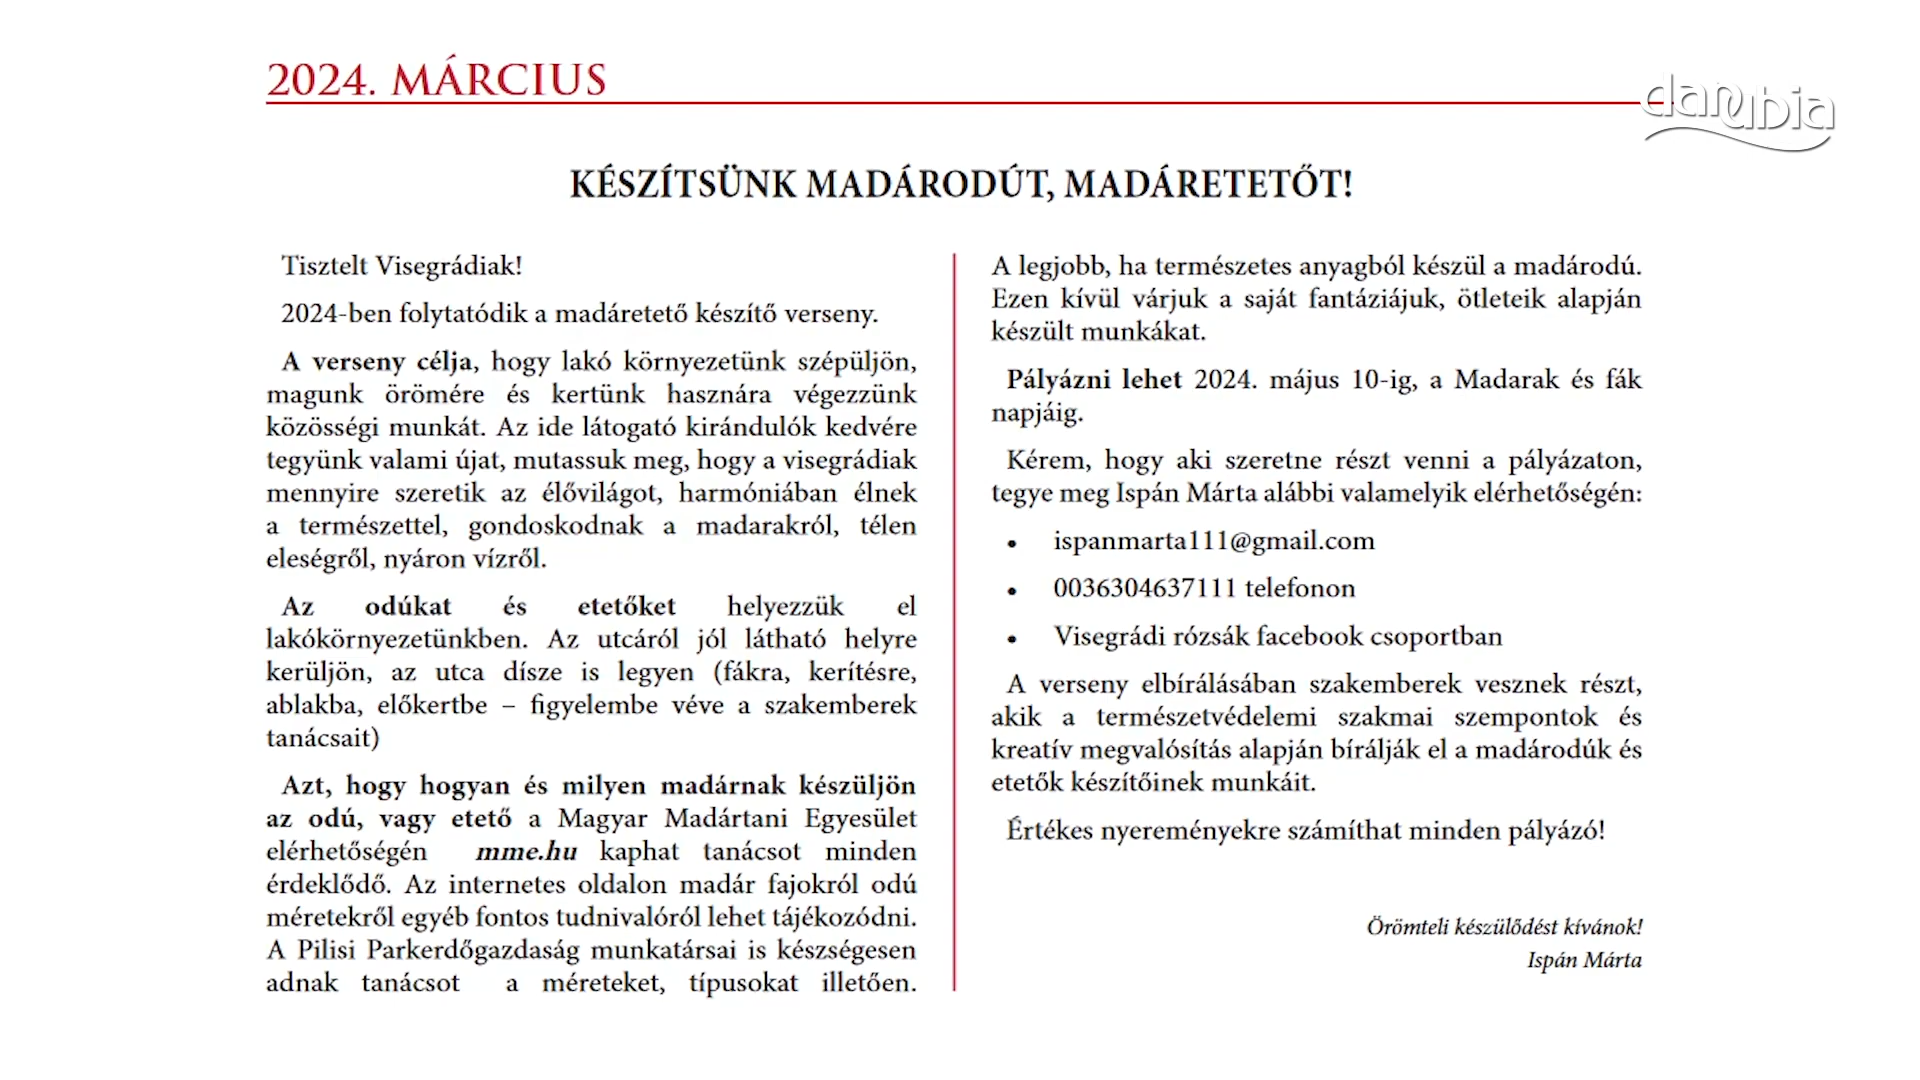 2024. MÁRCIUS
danubia
KÉSZÍTSÜNK MADÁRODÚT, MADÁRETETŐT!
Tisztelt Visegrádiak!
2024-ben folytatódik a madáretető készítő verseny.
A verseny célja, hogy lakó környezetünk szépüljön,
magunk örömére és kertünk hasznára végezzünk
közösségi munkát. Az ide látogató kirándulók kedvére
tegyünk valami újat, mutassuk meg, hogy a visegrádiak
mennyire szeretik az élővilágot, harmóniában élnek
a természettel, gondoskodnak a madarakról, télen
eleségről, nyáron vízről.
Az odúkat és etetőket helyezzük el
lakókörnyezetünkben. Az utcáról jól látható helyre
kerüljön, az utca dísze is legyen (fákra, kerítésre,
ablakba, előkertbe – figyelembe véve a szakemberek
tanácsait)
Azt, hogy hogyan és milyen madárnak készüljön
az odú, vagy etető a Magyar Madártani Egyesület
elérhetőségén mme.hu kaphat tanácsot minden
érdeklődő. Az internetes oldalon madár fajokról odú
méretekről egyéb fontos tudnivalóról lehet tájékozódni.
A Pilisi Parkerdőgazdaság munkatársai is készségesen
adnak tanácsot a méreteket, típusokat illetően.
A legjobb, ha természetes anyagból készül a madárodú.
Ezen kívül várjuk a saját fantáziájuk, ötleteik alapján
készült munkákat.
Pályázni lehet 2024. május 10-ig, a Madarak és fák
napjáig.
Kérem, hogy aki szeretne részt venni a pályázaton,
tegye meg Ispán Márta alábbi valamelyik elérhetőségén:
• ispanmarta111@gmail.com
• 0036304637111 telefonon
• Visegrádi rózsák facebook csoportban
A verseny elbírálásában szakemberek vesznek részt,
akik a természetvédelmi szakmai szempontok és
kreatív megvalósítás alapján bírálják el a madárodúk és
etetők készítőinek munkáit.
Értékes nyereményekre számíthat minden pályázó!
Örömteli készülődést kívánok!
Ispán Márta